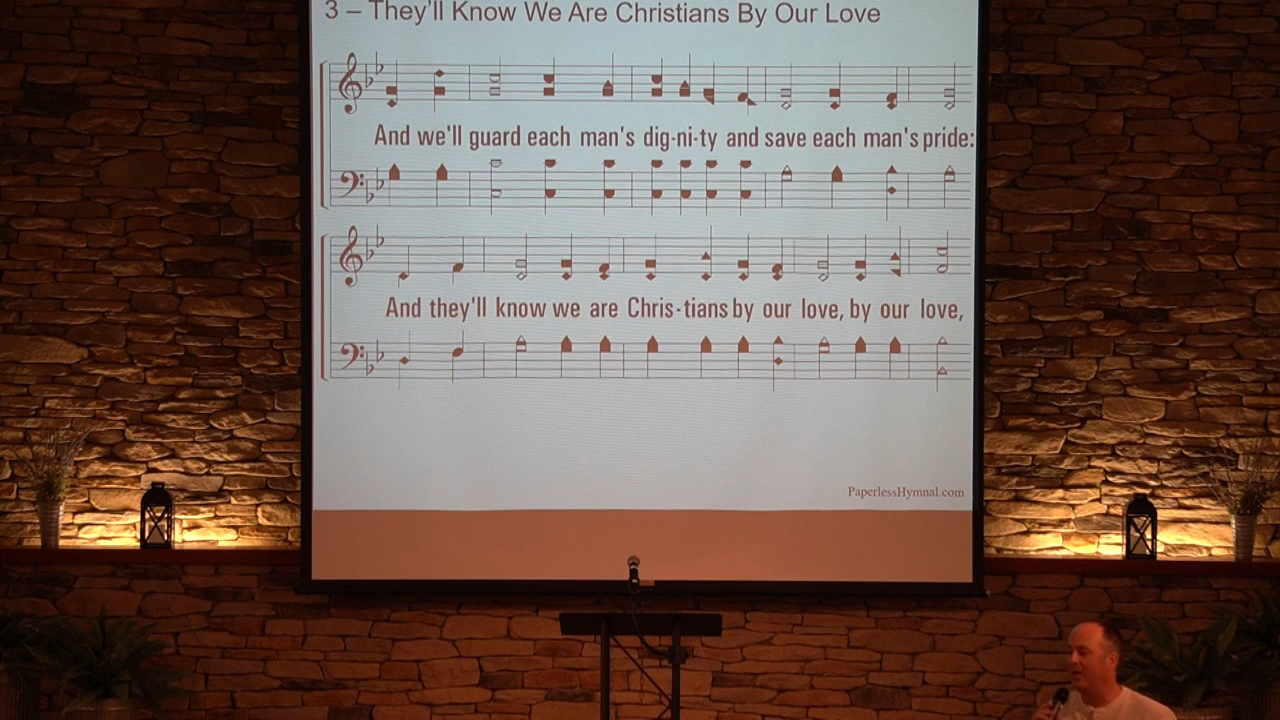 3 – They'll Know We Are Christians By Our Love
And we'll guard each man's dig-ni-ty and save each man's pride:
And they'll know we are Chris-tians by our love, by our love,
PaperlessHymnal.com